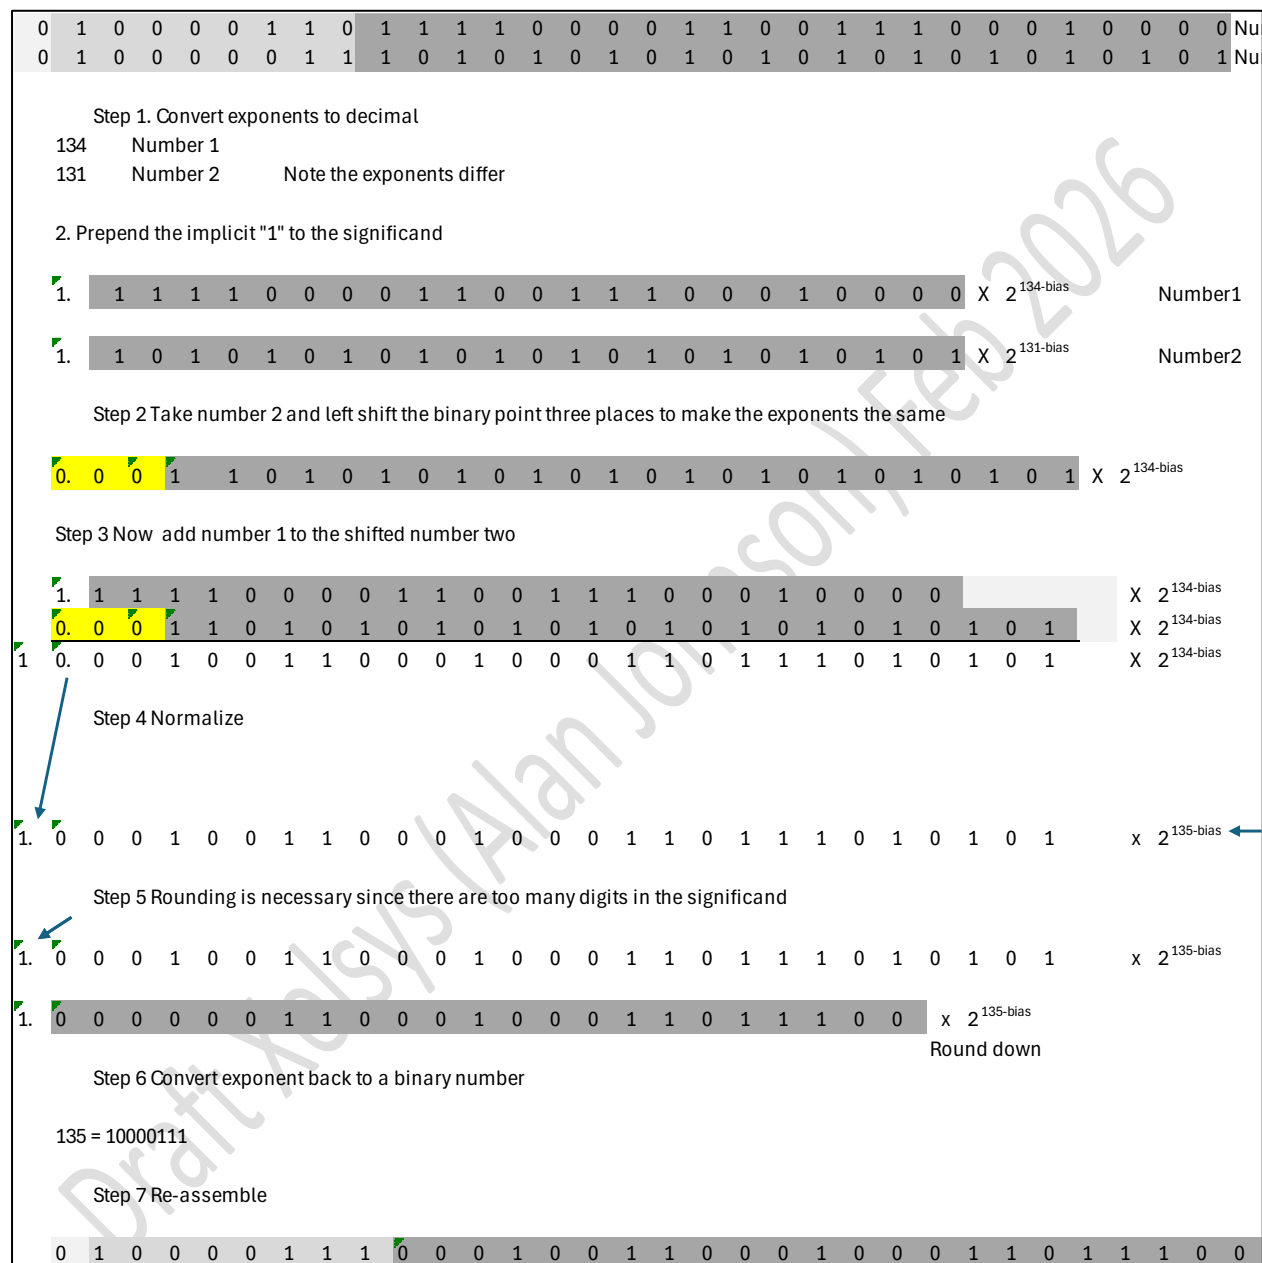 0 1 0 0 0 0 1 1 0 1 1 1 1 0 0 0 0 1 1 0 0 1 1 1 0 0 0 1 0 0 0 0 Nu
0 1 0 0 0 0 0 1 1 1 0 1 0 1 0 1 0 1 0 1 0 1 0 1 0 1 0 1 0 1 0 1 Nu
Step 1. Convert exponents to decimal
134 Number 1
131 Number 2 Note the exponents differ
2. Prepend the implicit "1" to the significand
1. 1 1 1 1 0 0 0 0 1 1 0 0 1 1 1 0 0 0 1 0 0 0 0 X 2^134-bias Number1
1. 1 0 1 0 1 0 1 0 1 0 1 0 1 0 1 0 1 0 1 0 1 0 1 X 2^131-bias Number2
Step 2 Take number 2 and left shift the binary point three places to make the exponents the same
0. 0 0 1 1 0 1 0 1 0 1 0 1 0 1 0 1 0 1 0 1 0 1 0 1 0 1 X 2^134-bias
Step 3 Now add number 1 to the shifted number two
1. 1 1 1 1 0 0 0 0 1 1 0 0 1 1 1 0 0 0 1 0 0 0 0 X 2^134-bias
0. 0 0 1 1 0 1 0 1 0 1 0 1 0 1 0 1 0 1 0 1 0 1 0 1 0 1 X 2^134-bias
1 0. 0 0 1 0 0 1 1 0 0 0 1 0 0 0 1 1 0 1 1 1 0 1 0 1 0 1 X 2^134-bias
Step 4 Normalize
1. 0 0 0 1 0 0 1 1 0 0 0 1 0 0 0 1 1 0 1 1 1 0 1 0 1 0 1 x 2^135-bias
Step 5 Rounding is necessary since there are too many digits in the significand
1. 0 0 0 1 0 0 1 1 0 0 0 1 0 0 0 1 1 0 1 1 1 0 1 0 1 0 1 x 2^135-bias
1. 0 0 0 0 0 0 1 1 0 0 0 1 0 0 0 1 1 0 1 1 1 0 0 x 2^135-bias
Round down
Step 6 Convert exponent back to a binary number
135 = 10000111
Step 7 Re-assemble
0 1 0 0 0 0 1 1 1 0 0 0 1 0 0 1 1 0 0 0 1 0 0 0 1 1 0 1 1 1 0 0
Draft Xelsys (Alan Johnson) Feb 2026